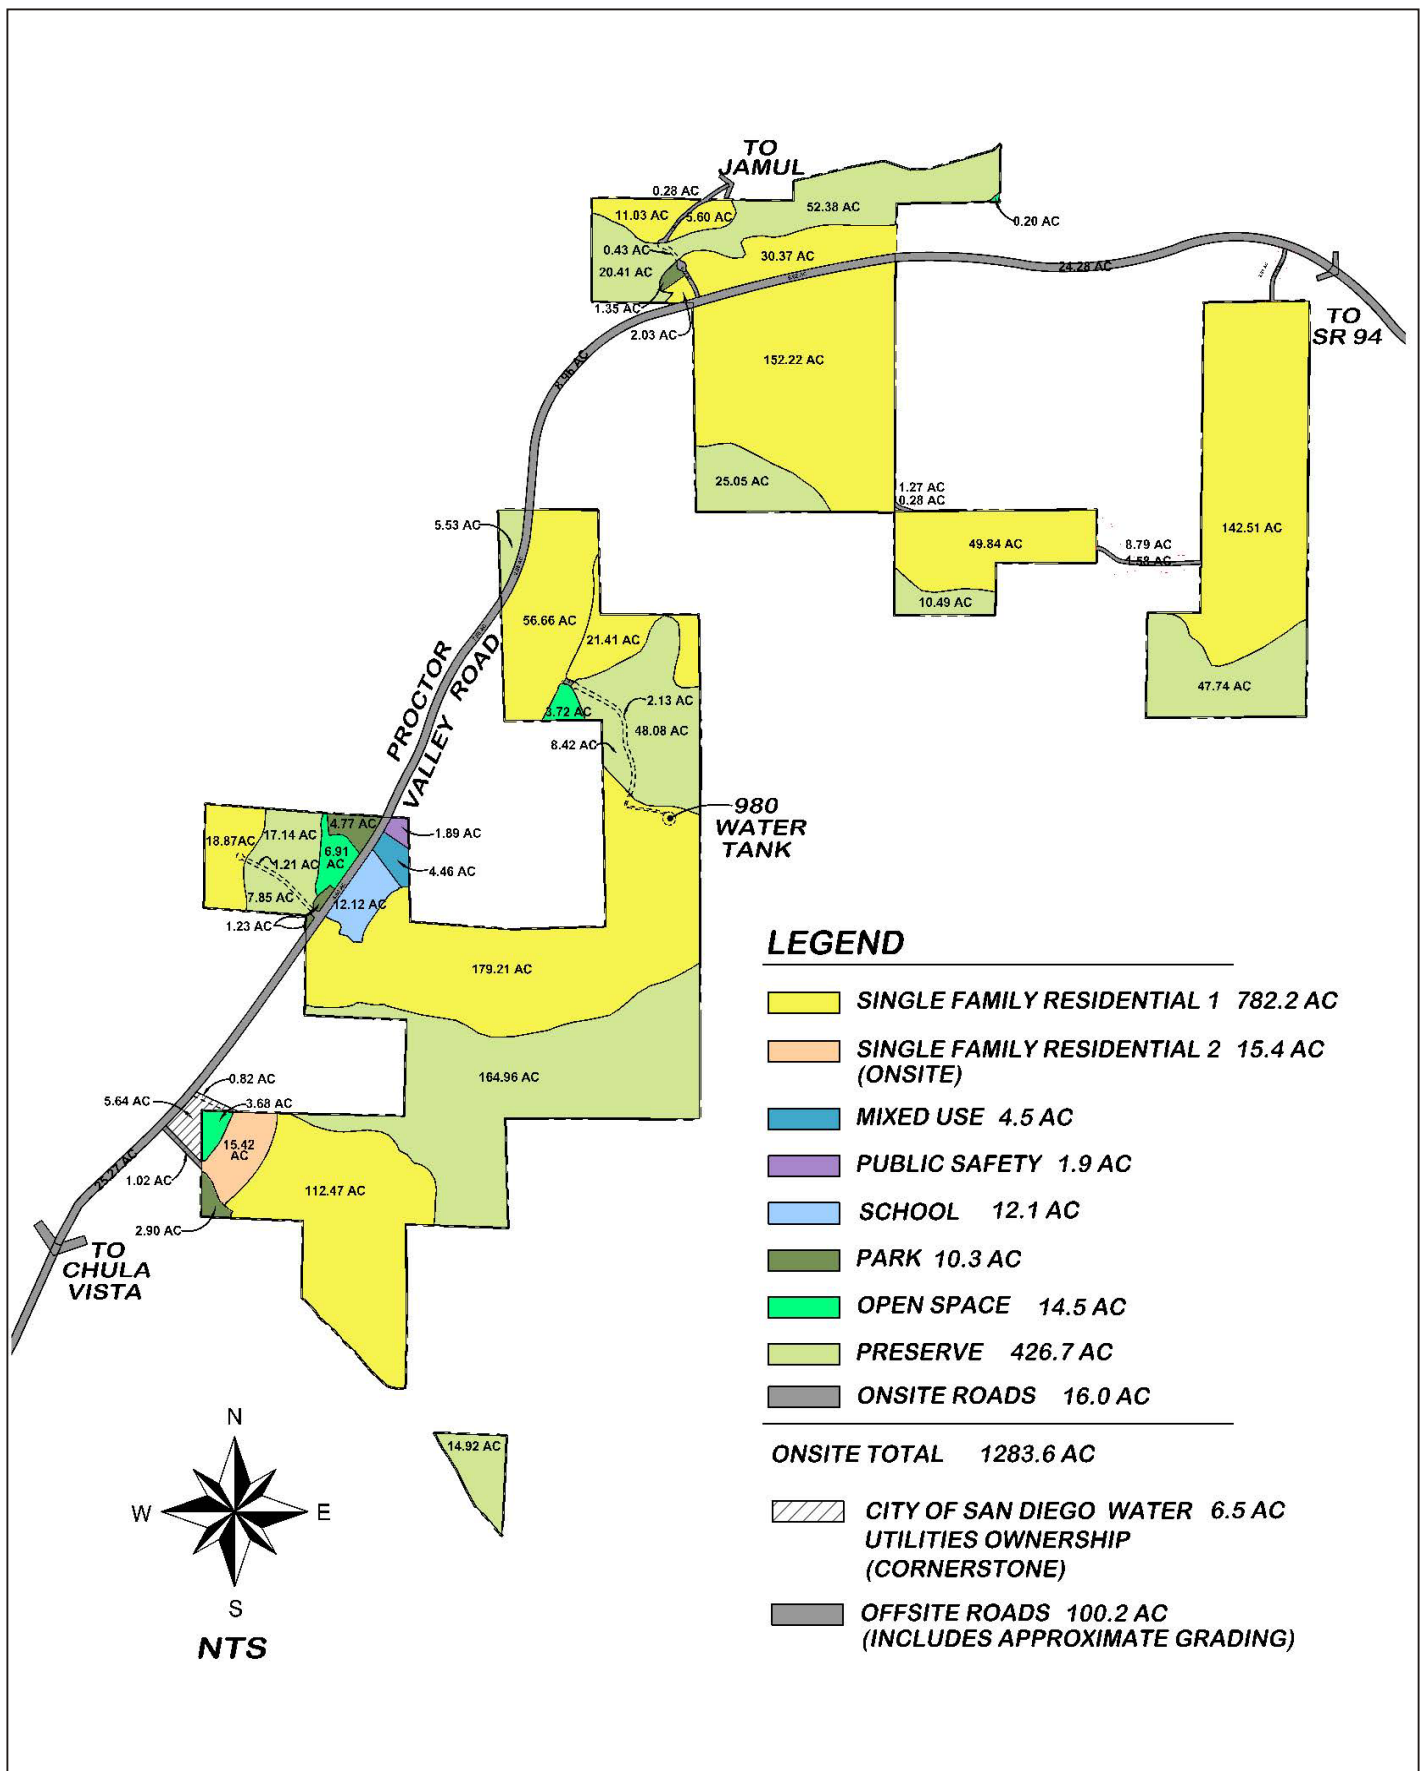 TO
JAMUL
0.28 AC
11.03 AC
5.60 AC
52.38 AC
0.20 AC
0.43 AC
30.37 AC
20.41 AC
24.28 AC
1.35 AC
2.03 AC
TO
SR 94
152.22 AC
8.96 AC
25.05 AC
1.27 AC
0.28 AC
5.53 AC
142.51 AC
49.84 AC
8.79 AC
1.58 AC
10.49 AC
56.66 AC
21.41 AC
PROCTOR
VALLEY ROAD
47.74 AC
2.13 AC
3.72 AC
48.08 AC
8.42 AC
980
WATER
TANK
4.77 AC
1.89 AC
17.14 AC
18.87AC
6.91
AC
1.21 AC
4.46 AC
7.85 AC
12.12 AC
1.23 AC
179.21 AC
164.96 AC
0.82 AC
5.64 AC
3.68 AC
15.42
AC
25.27 AC
1.02 AC
112.47 AC
2.90 AC
TO
CHULA
VISTA
14.92 AC
LEGEND
SINGLE FAMILY RESIDENTIAL 1 782.2 AC
SINGLE FAMILY RESIDENTIAL 2 15.4 AC
(ONSITE)
MIXED USE 4.5 AC
PUBLIC SAFETY 1.9 AC
SCHOOL 12.1 AC
PARK 10.3 AC
OPEN SPACE 14.5 AC
PRESERVE 426.7 AC
ONSITE ROADS 16.0 AC
ONSITE TOTAL 1283.6 AC
CITY OF SAN DIEGO WATER 6.5 AC
UTILITIES OWNERSHIP
(CORNERSTONE)
OFFSITE ROADS 100.2 AC
(INCLUDES APPROXIMATE GRADING)
N
W
E
S
NTS